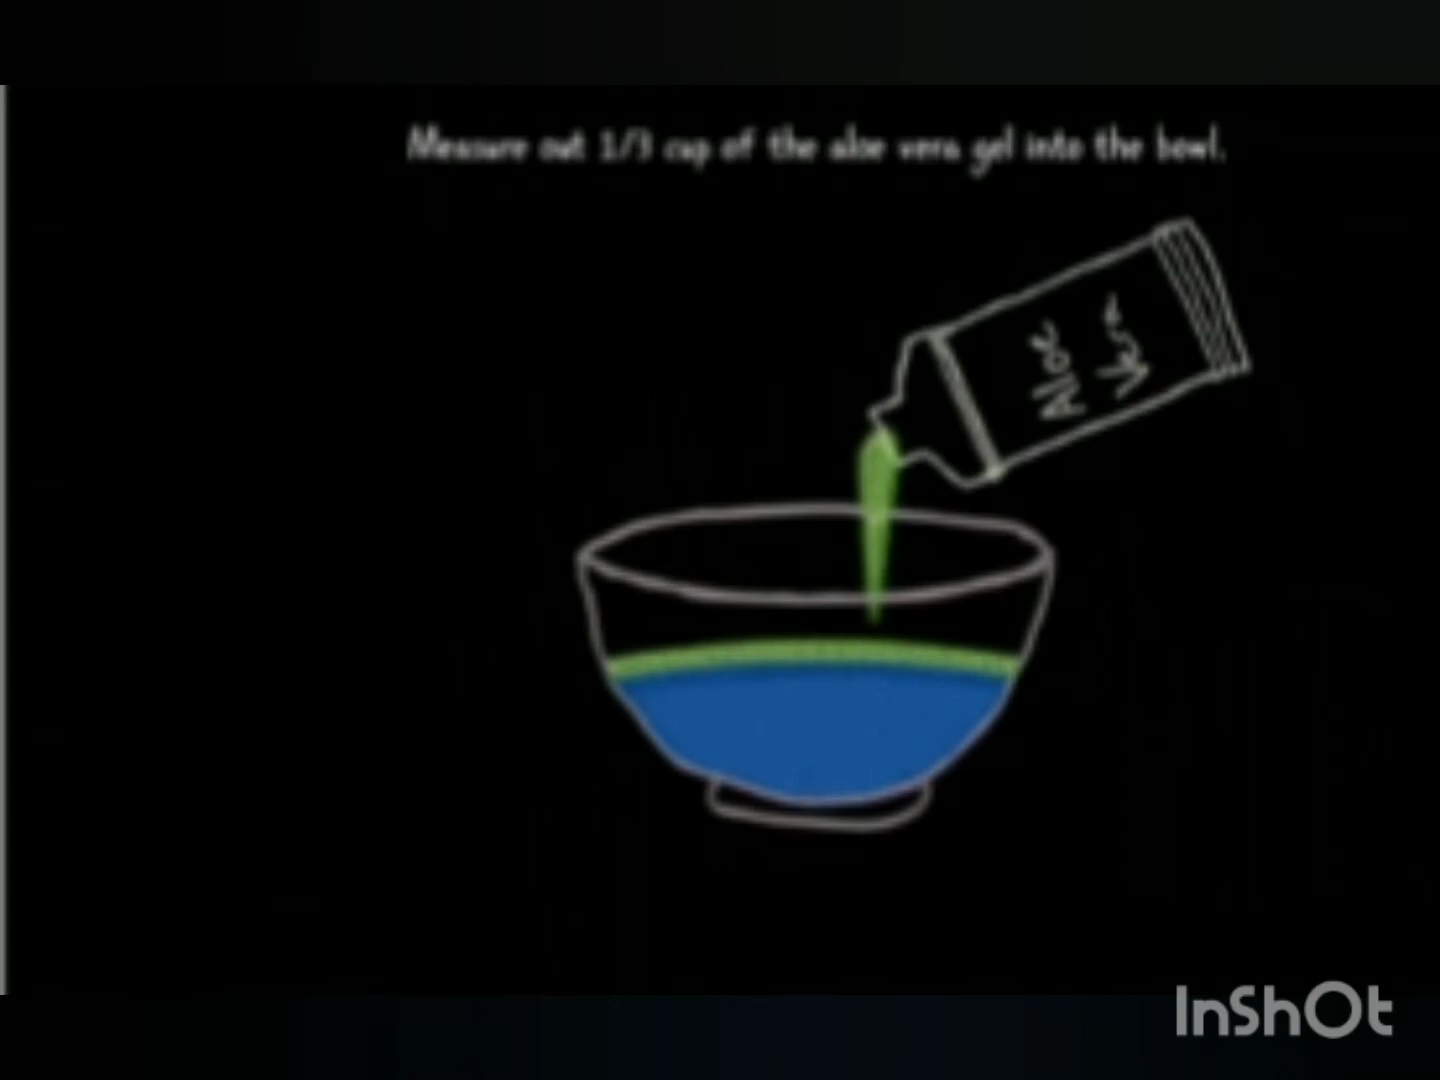 Measure out 1/3 cup of the aloe vera gel into the bowl.
Aloe
Vera
InShOt